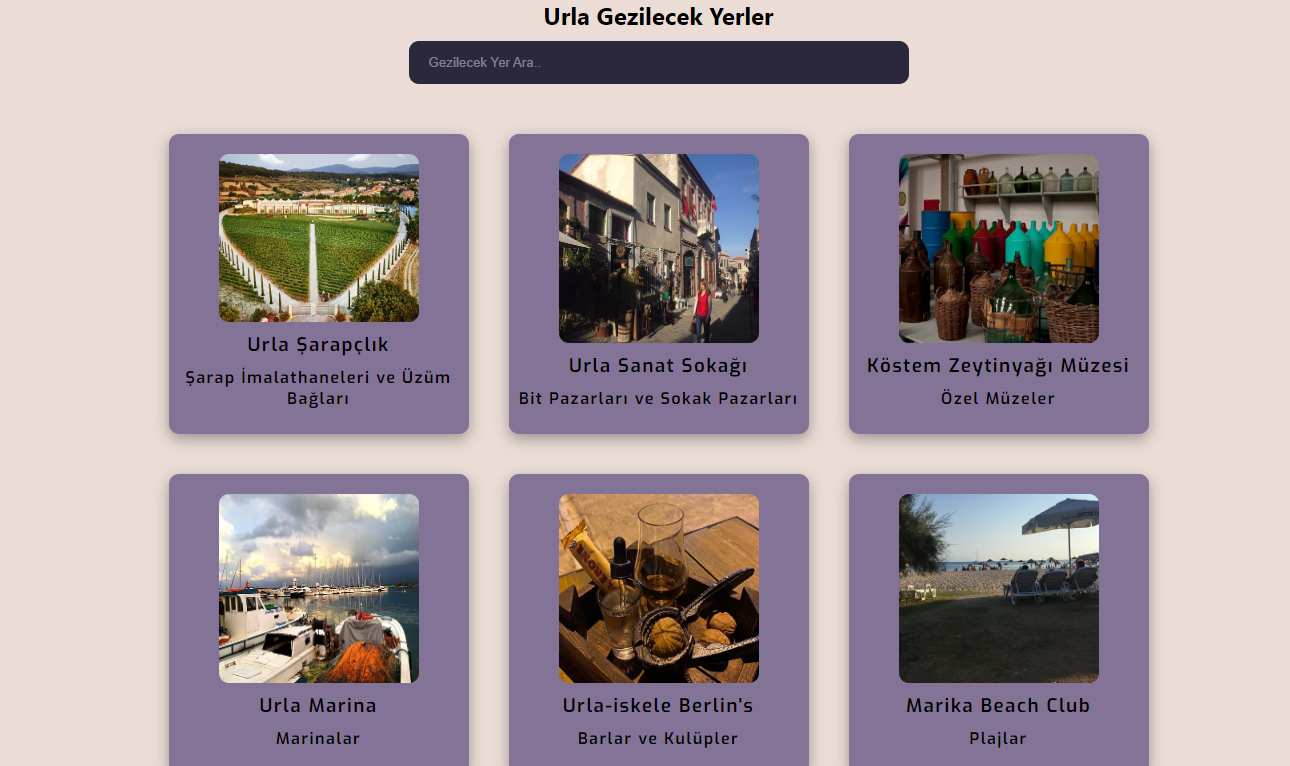 Urla Gezilecek Yerler
Gezilecek Yer Ara..
Urla Şarapçlık
Şarap İmalathaneleri ve Üzüm
Bağları
Urla Sanat Sokağı
Bit Pazarları ve Sokak Pazarları
Köstem Zeytinyağı Müzesi
Özel Müzeler
Urla Marina
Marinalar
Urla-iskele Berlin's
Barlar ve Kulüpler
Marika Beach Club
Plajlar